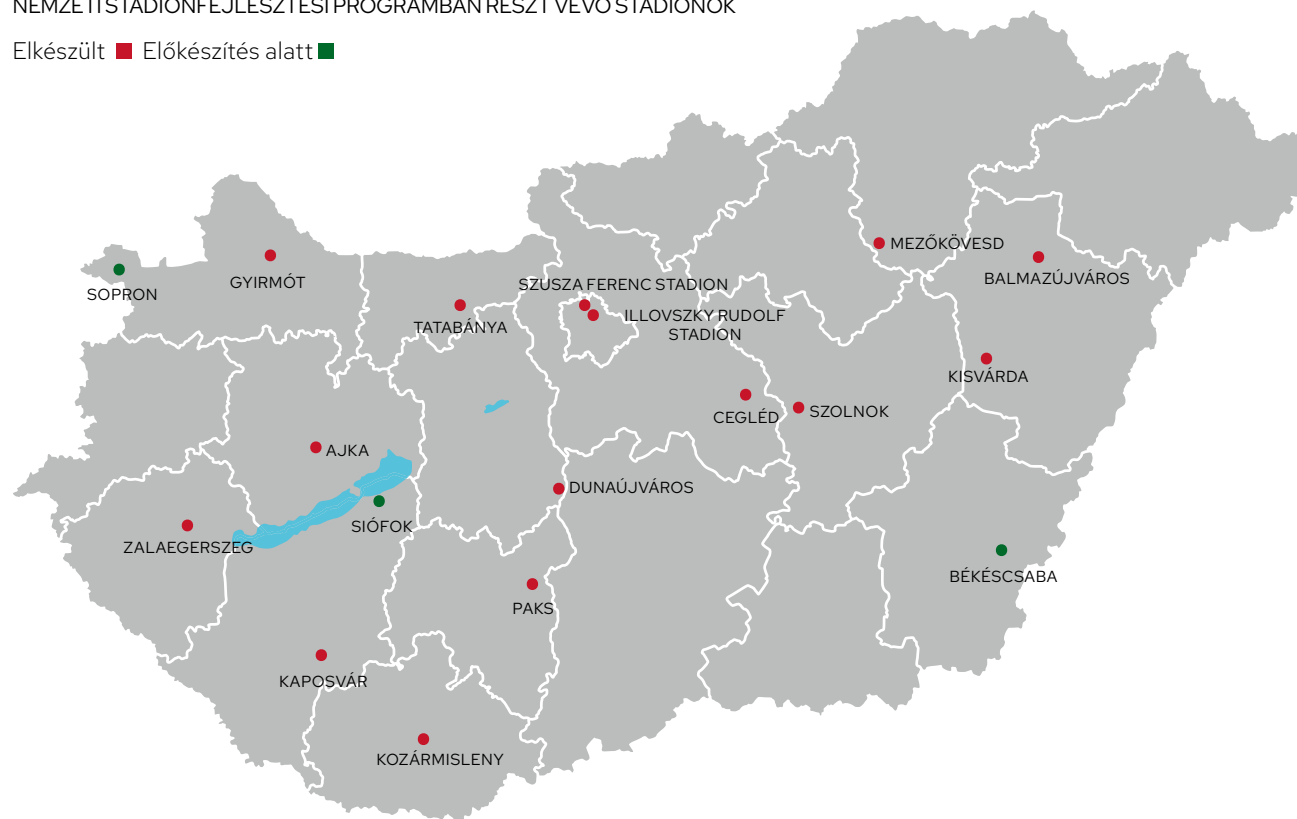 NEMZETI STADIONFEJLESZTÉSI PROGRAMBAN RÉSZT VEVŐ STADIONOK
Elkészült Előkészítés alatt
MEZŐKÖVESD
BALMAZÚJVÁROS
SOPRON
GYIRMÓT
SZUSZA FERENC STADION
TATABÁNYA
ILLOVSZKY RUDOLF
STADION
KISVÁRDA
CEGLÉD
SZOLNOK
AJKA
DUNAÚJVÁROS
SIÓFOK
ZALAEGERSZEG
BÉKÉSCSABA
PAKS
KAPOSVÁR
KOZÁRMISLENY